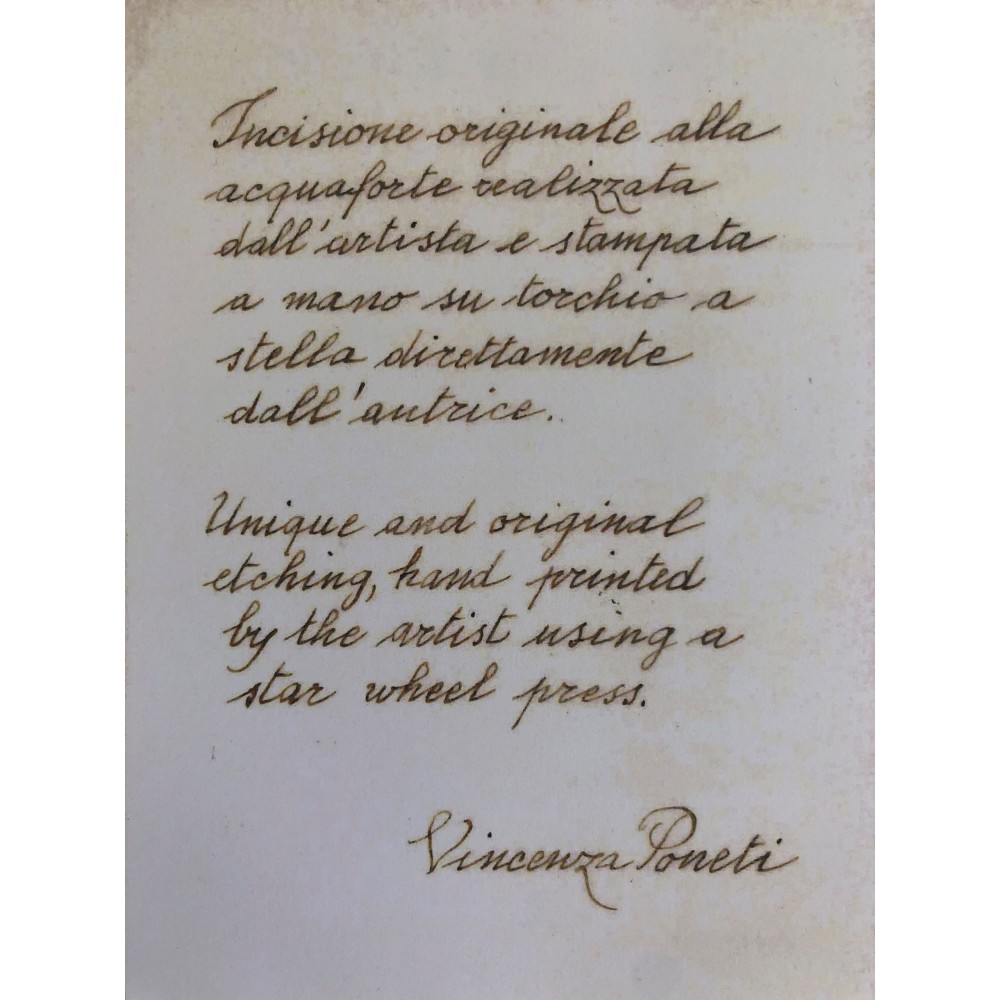 Incisione originale alla
acquaforte realizzata
dall'artista e stampata
a mano su torchio a
stella direttamente
dall'autrice.
Unique and original
etching, hand printed
by the artist using a
star wheel press.
Vincenza Poneti